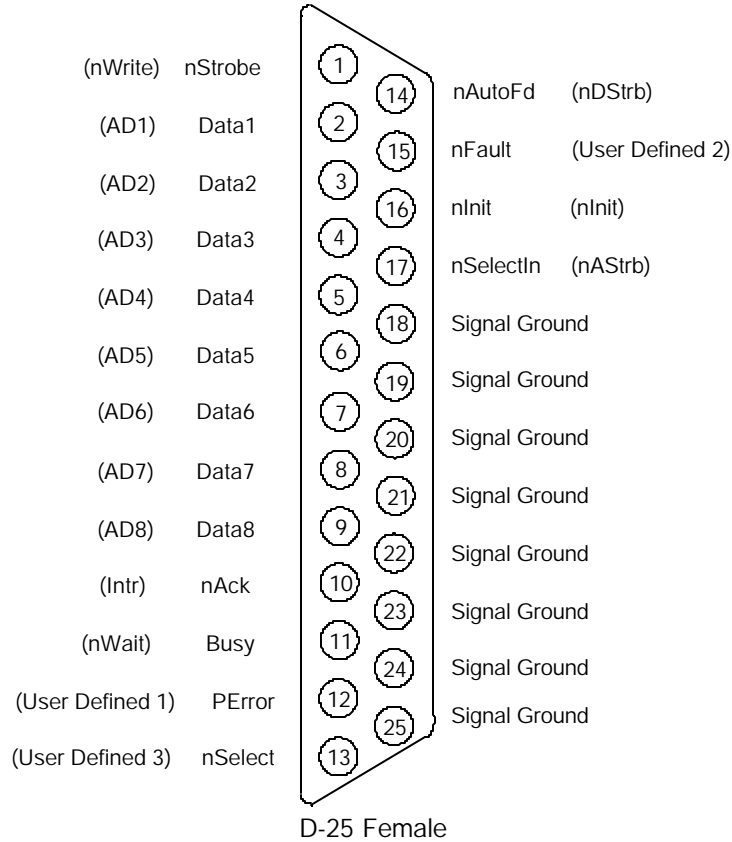 (nWrite) nStrobe 1
14 nAutoFd (nDStrb)
(AD1) Data1 2
15 nFault (User Defined 2)
(AD2) Data2 3
16 nInit (nInit)
(AD3) Data3 4
17 nSelectIn (nAStrb)
(AD4) Data4 5
18 Signal Ground
(AD5) Data5 6
19 Signal Ground
(AD6) Data6 7
20 Signal Ground
(AD7) Data7 8
21 Signal Ground
(AD8) Data8 9
22 Signal Ground
(Intr) nAck 10
23 Signal Ground
(nWait) Busy 11
24 Signal Ground
(User Defined 1) PError 12
25 Signal Ground
(User Defined 3) nSelect 13
D-25 Female